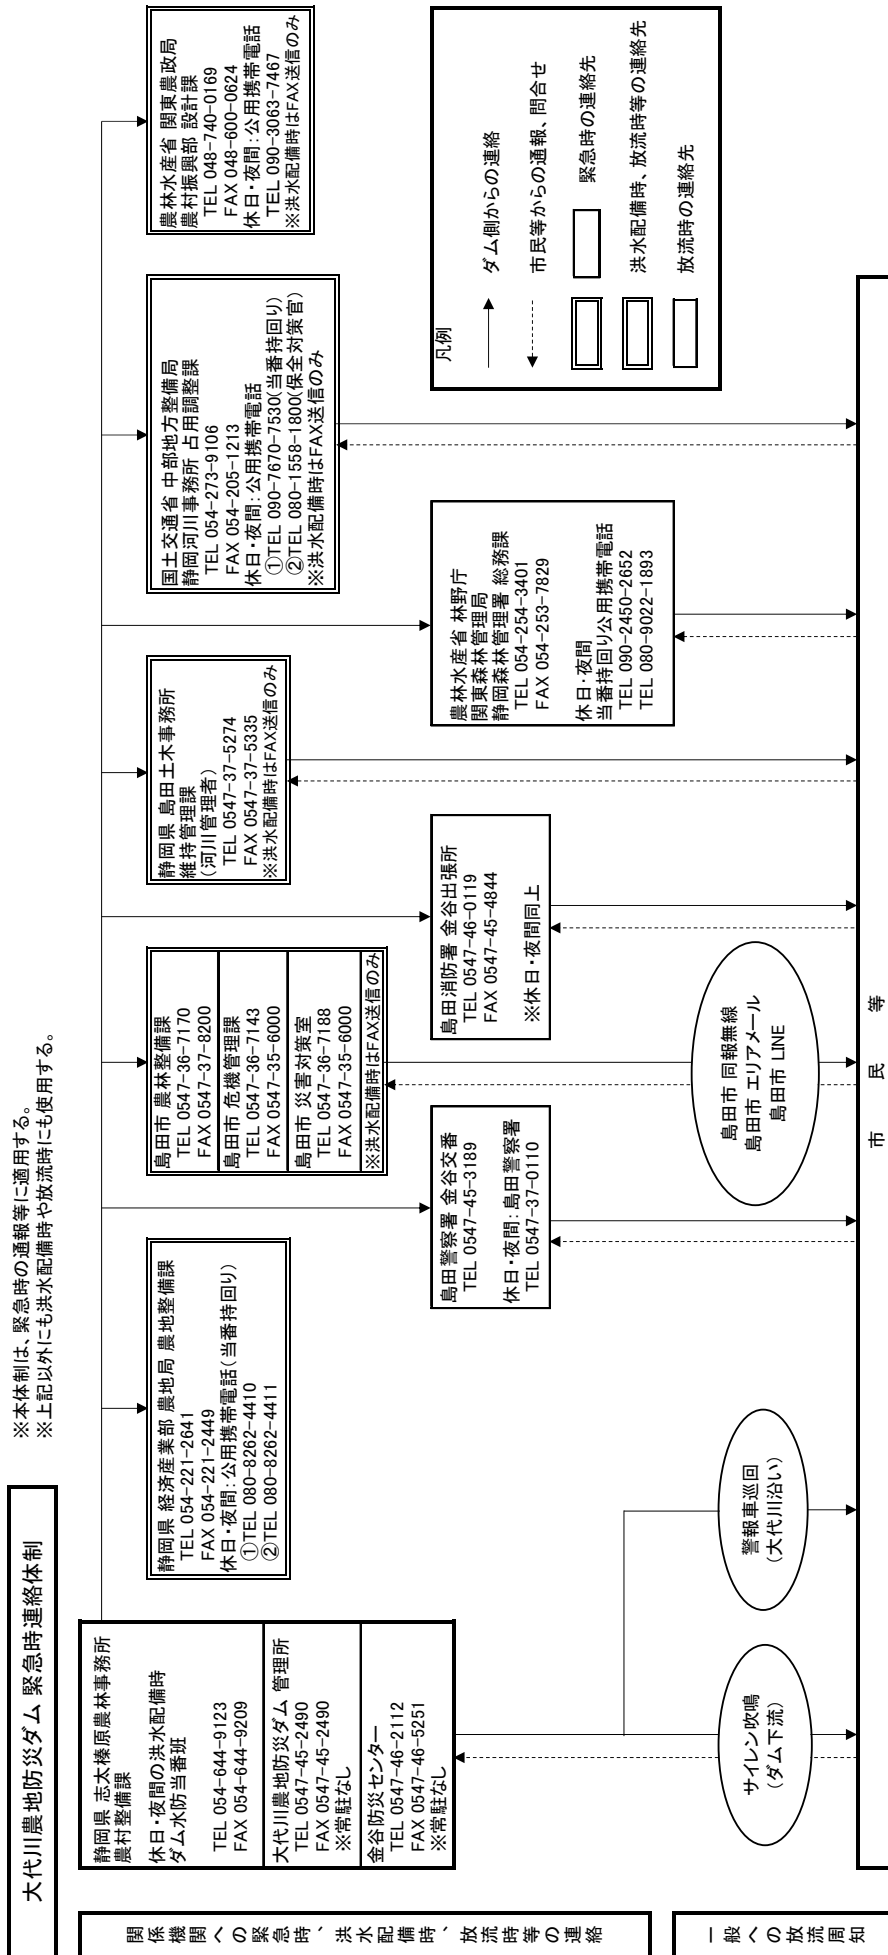 大代川農地防災ダム 緊急時連絡体制
※本体制は、緊急時の通報等に適用する。
※上記以外にも洪水配備時や放流時にも使用する。
関係機関への緊急時、洪水配備時、放流時等の連絡
静岡県 志太榛原農林事務所
農村整備課
休日・夜間の洪水配備時
ダム水防当番班
TEL 054-644-9123
FAX 054-644-9209
大代川農地防災ダム 管理所
TEL 0547-45-2490
FAX 0547-45-2490
※常駐なし
金谷防災センター
TEL 0547-46-2112
FAX 0547-46-5251
※常駐なし
静岡県 経済産業部 農地局 農地整備課
TEL 054-221-2641
FAX 054-221-2449
休日・夜間:公用携帯電話(当番持回り)
①TEL 080-8262-4410
②TEL 080-8262-4411
島田市 農林整備課
TEL 0547-36-7170
FAX 0547-37-8200
島田市 危機管理課
TEL 0547-36-7143
FAX 0547-35-6000
島田市 災害対策室
TEL 0547-36-7188
FAX 0547-35-6000
※洪水配備時はFAX送信のみ
静岡県 島田土木事務所
維持管理課
(河川管理者)
TEL 0547-37-5274
FAX 0547-37-5335
※洪水配備時はFAX送信のみ
国土交通省 中部地方整備局
静岡河川事務所 占用調整課
TEL 054-273-9106
FAX 054-205-1213
休日・夜間:公用携帯電話
①TEL 090-7670-7530(当番持回り)
②TEL 080-1558-1800(保全対策官)
※洪水配備時はFAX送信のみ
農林水産省 関東農政局
農村振興部 設計課
TEL 048-740-0169
FAX 048-600-0624
休日・夜間:公用携帯電話
TEL 090-3063-7467
※洪水配備時はFAX送信のみ
島田警察署 金谷交番
TEL 0547-45-3189
休日・夜間:島田警察署
TEL 0547-37-0110
島田消防署 金谷出張所
TEL 0547-46-0119
FAX 0547-45-4844
※休日・夜間同上
農林水産省 林野庁
関東森林管理局
静岡森林管理署 総務課
TEL 054-254-3401
FAX 054-253-7829
休日・夜間
当番持回り公用携帯電話
TEL 090-2450-2652
TEL 080-9022-1893
凡例
ダム側からの連絡
市民等からの通報、問合せ
緊急時の連絡先
洪水配備時、放流時等の連絡先
放流時の連絡先
一般への放流周知
サイレン吹鳴
(ダム下流)
警報車巡回
(大代川沿い)
島田市 同報無線
島田市 エリアメール
島田市 LINE
市民等